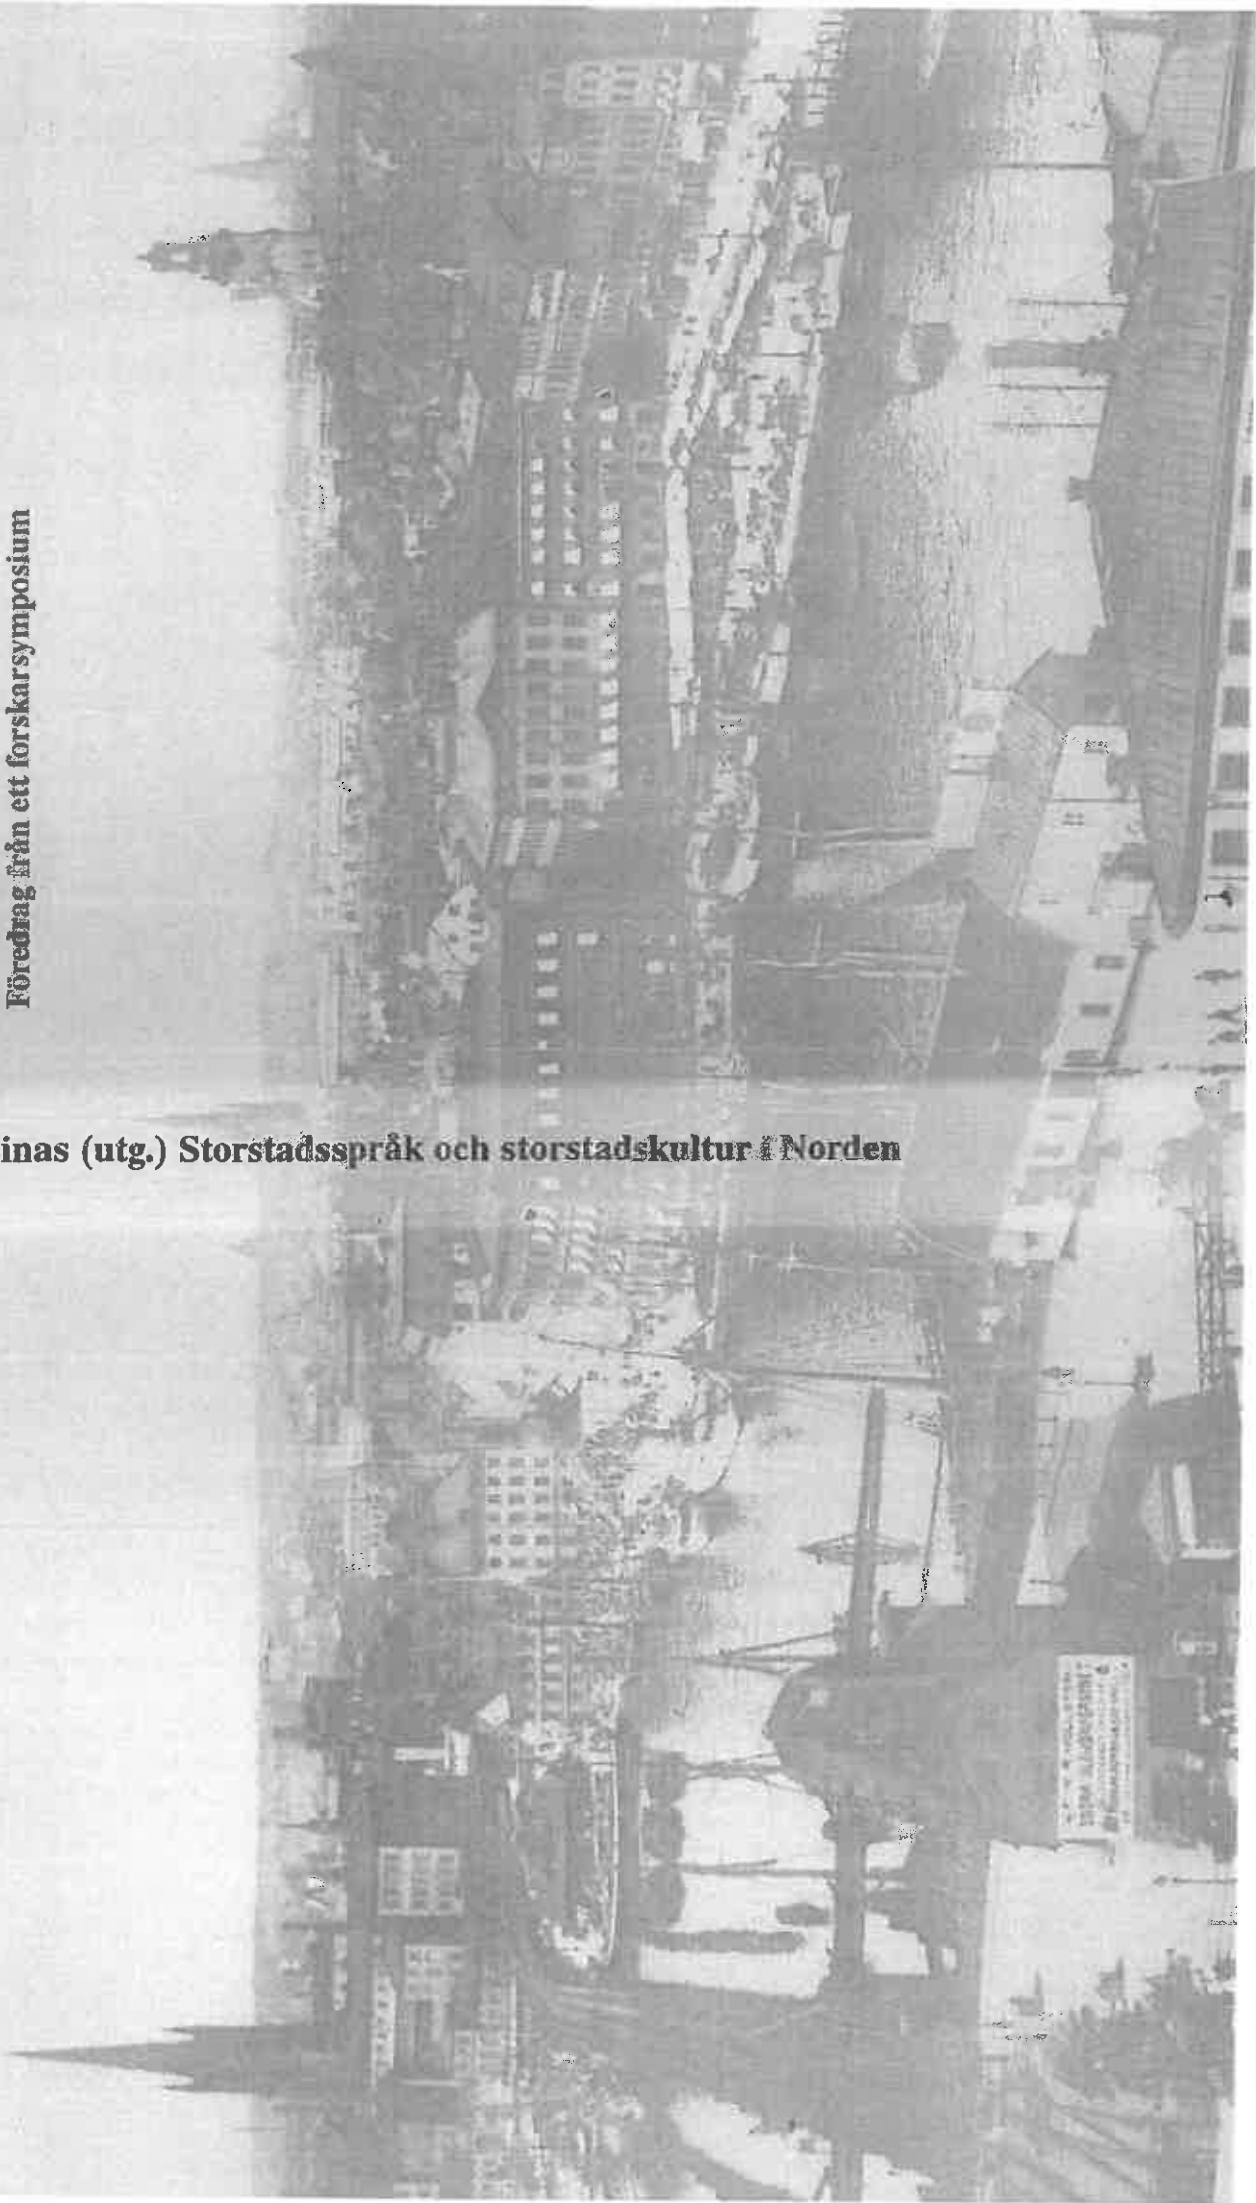 Föredrag från ett forskarsymposium
inas (utg.) Storstadsspråk och storstadskultur i Norden